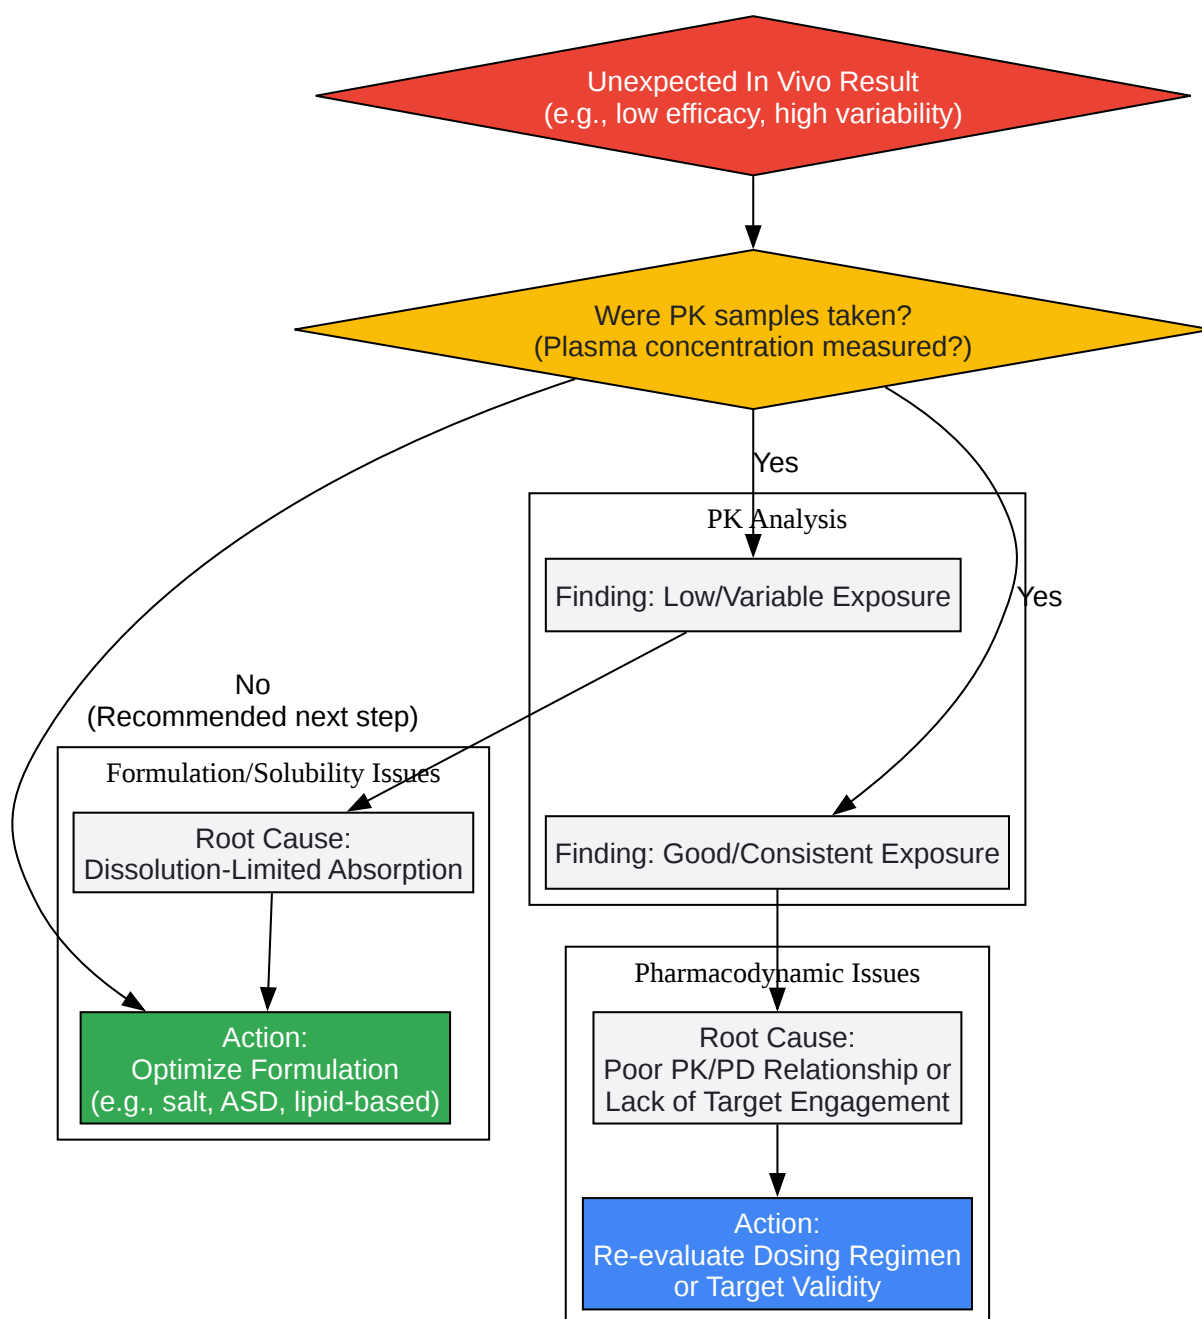 Unexpected In Vivo Result
(e.g., low efficacy, high variability)
Were PK samples taken?
(Plasma concentration measured?)
Yes
PK Analysis
Finding: Low/Variable Exposure
Yes
No
(Recommended next step)
Formulation/Solubility Issues
Root Cause:
Dissolution-Limited Absorption
Finding: Good/Consistent Exposure
Action:
Optimize Formulation
(e.g., salt, ASD, lipid-based)
Pharmacodynamic Issues
Root Cause:
Poor PK/PD Relationship or
Lack of Target Engagement
Action:
Re-evaluate Dosing Regimen
or Target Validity